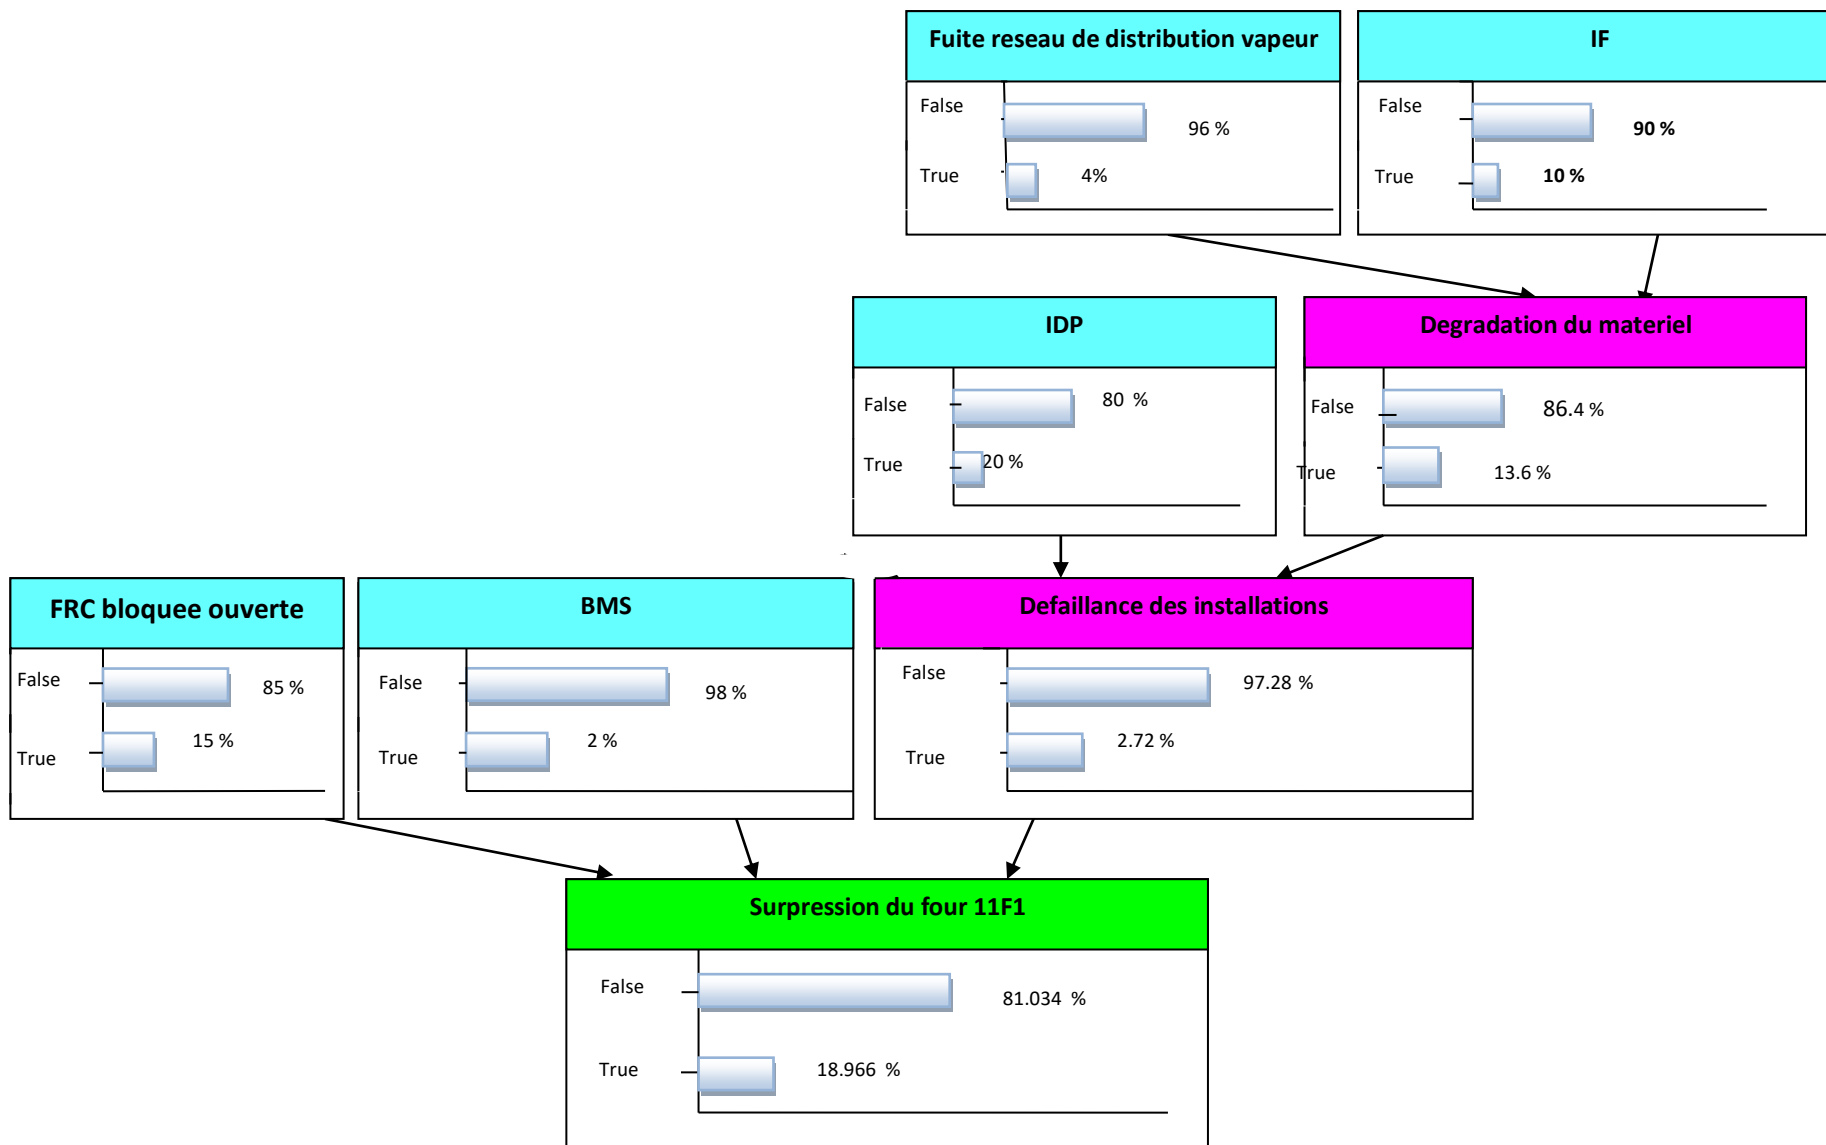 Fuite reseau de distribution vapeur
False
96 %
True
4%
IF
False
90 %
True
10 %
IDP
False
80 %
True
20 %
Dègradation du materiel
False
86.4 %
True
13.6 %
FRC bloquee ouverte
False
85 %
True
15 %
BMS
False
98 %
True
2 %
Defaillance des installations
False
97.28 %
True
2.72 %
Surpression du four 11F1
False
81.034 %
True
18.966 %